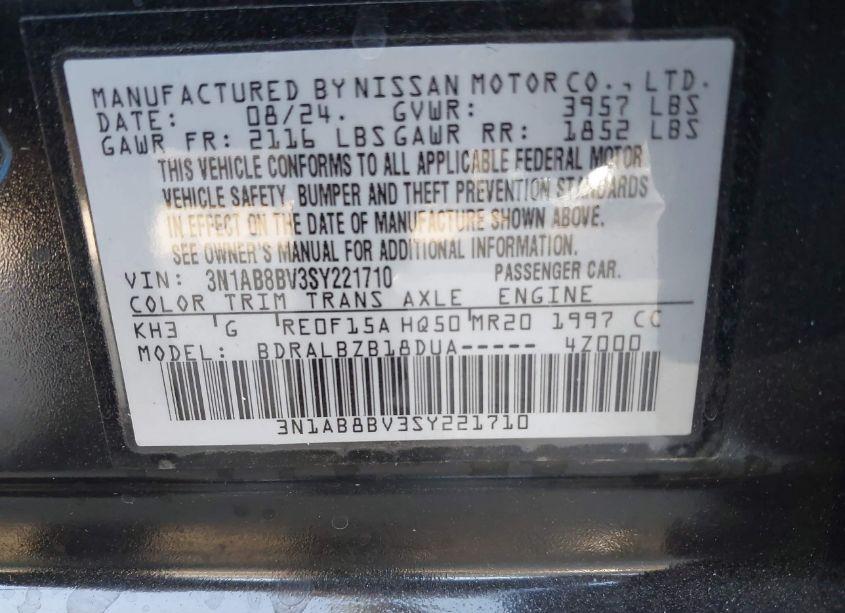 MANUFACTURED BY NISSAN MOTOR CO., LTD.
DATE: 08/24. GVWR: 3957 LBS
GAWR FR: 2116 LBS GAWR RR: 1852 LBS
THIS VEHICLE CONFORMS TO ALL APPLICABLE FEDERAL MOTOR
VEHICLE SAFETY, BUMPER AND THEFT PREVENTION STANDARDS
IN EFFECT ON THE DATE OF MANUFACTURE SHOWN ABOVE.
SEE OWNER'S MANUAL FOR ADDITIONAL INFORMATION.
VIN: 3N1AB8BV3SY221710 PASSENGER CAR.
COLOR TRIM TRANS AXLE ENGINE
KH3 G RE0F15A HQ50 MR20 1997 CC
MODEL: BDRALBZB18DUA----- 4Z000
3N1AB8BV3SY221710